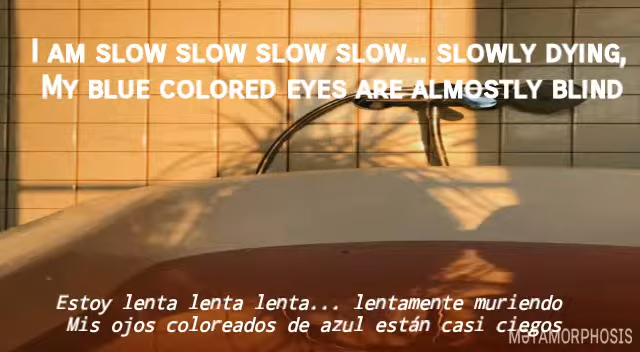 I AM SLOW SLOW SLOW SLOW... SLOWLY DYING,
MY BLUE COLORED EYES ARE ALMOSTLY BLIND
Estoy lenta lenta lenta... lentamente muriendo
Mis ojos coloreados de azul están casi ciegos